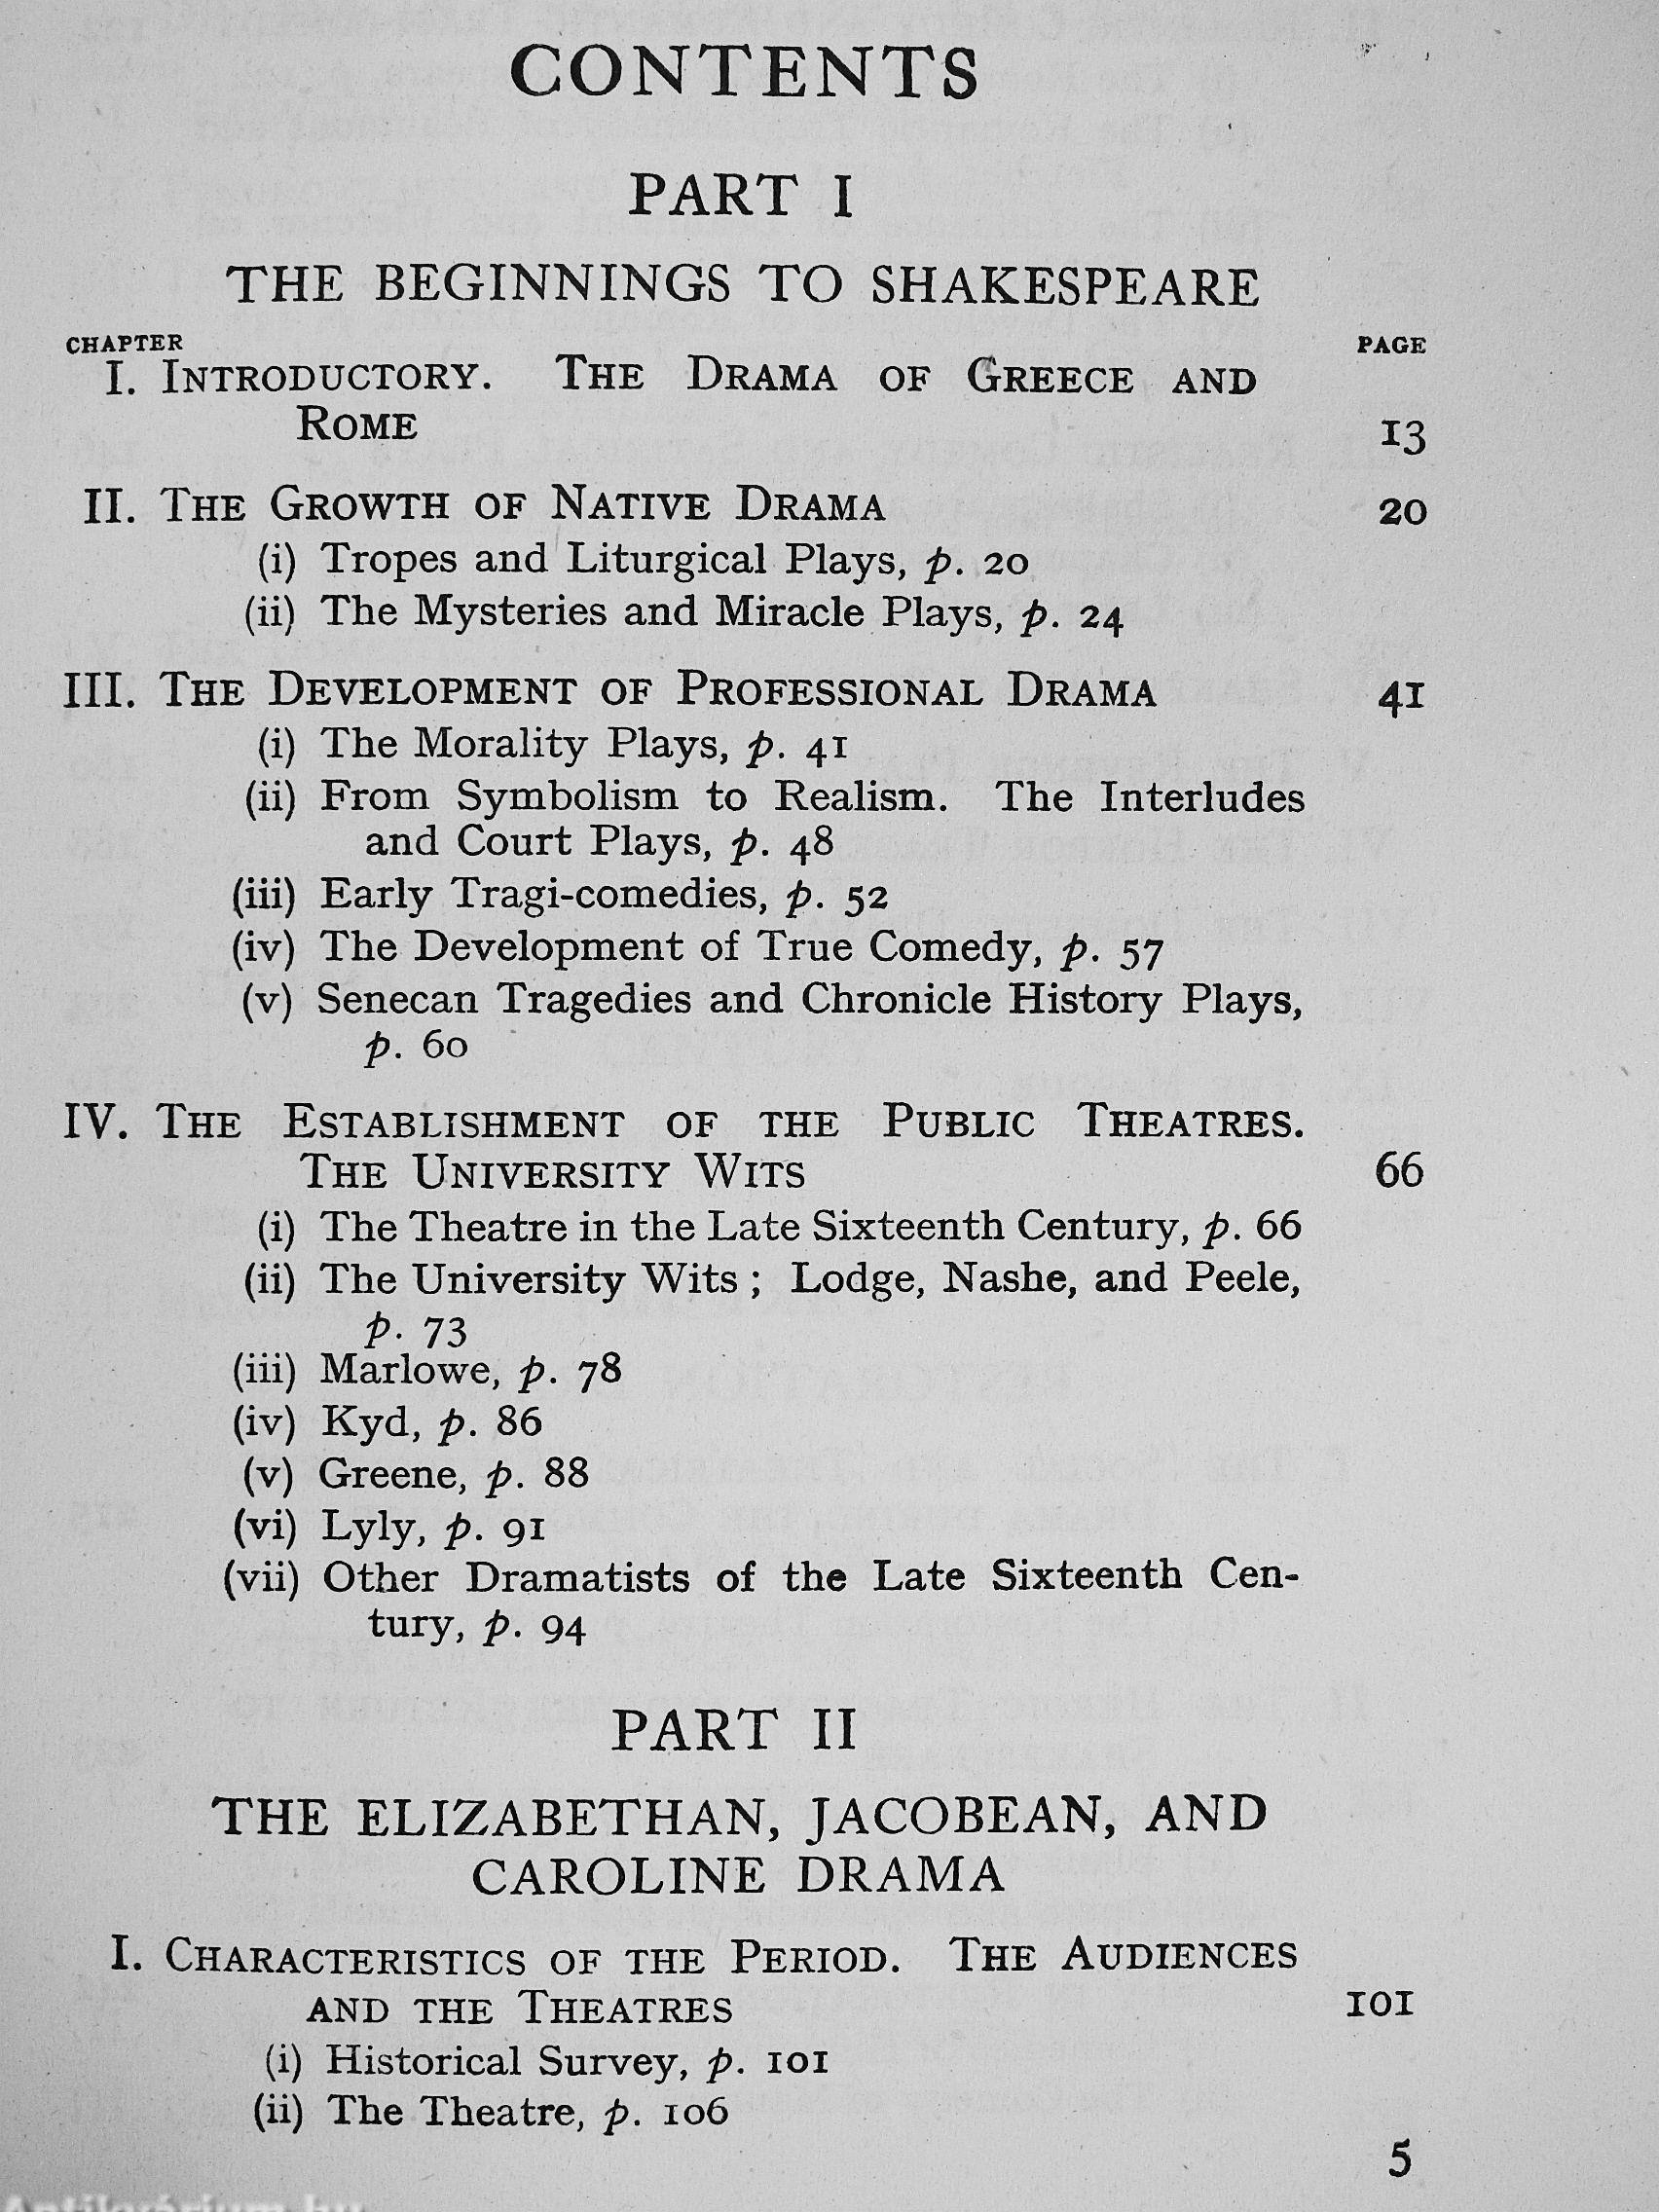 CONTENTS
PART I
THE BEGINNINGS TO SHAKESPEARE
CHAPTER PAGE
I. INTRODUCTORY. THE DRAMA OF GREECE AND
ROME 13
II. THE GROWTH OF NATIVE DRAMA 20
(i) Tropes and Liturgical Plays, p. 20
(ii) The Mysteries and Miracle Plays, p. 24
III. THE DEVELOPMENT OF PROFESSIONAL DRAMA 41
(i) The Morality Plays, p. 41
(ii) From Symbolism to Realism. The Interludes
and Court Plays, p. 48
(iii) Early Tragi-comedies, p. 52
(iv) The Development of True Comedy, p. 57
(v) Senecan Tragedies and Chronicle History Plays,
p. 60
IV. THE ESTABLISHMENT OF THE PUBLIC THEATRES.
THE UNIVERSITY WITS 66
(i) The Theatre in the Late Sixteenth Century, p. 66
(ii) The University Wits ; Lodge, Nashe, and Peele,
p. 73
(iii) Marlowe, p. 78
(iv) Kyd, p. 86
(v) Greene, p. 88
(vi) Lyly, p. 91
(vii) Other Dramatists of the Late Sixteenth Cen-
tury, p. 94
PART II
THE ELIZABETHAN, JACOBEAN, AND
CAROLINE DRAMA
I. CHARACTERISTICS OF THE PERIOD. THE AUDIENCES
AND THE THEATRES 101
(i) Historical Survey, p. 101
(ii) The Theatre, p. 106
5